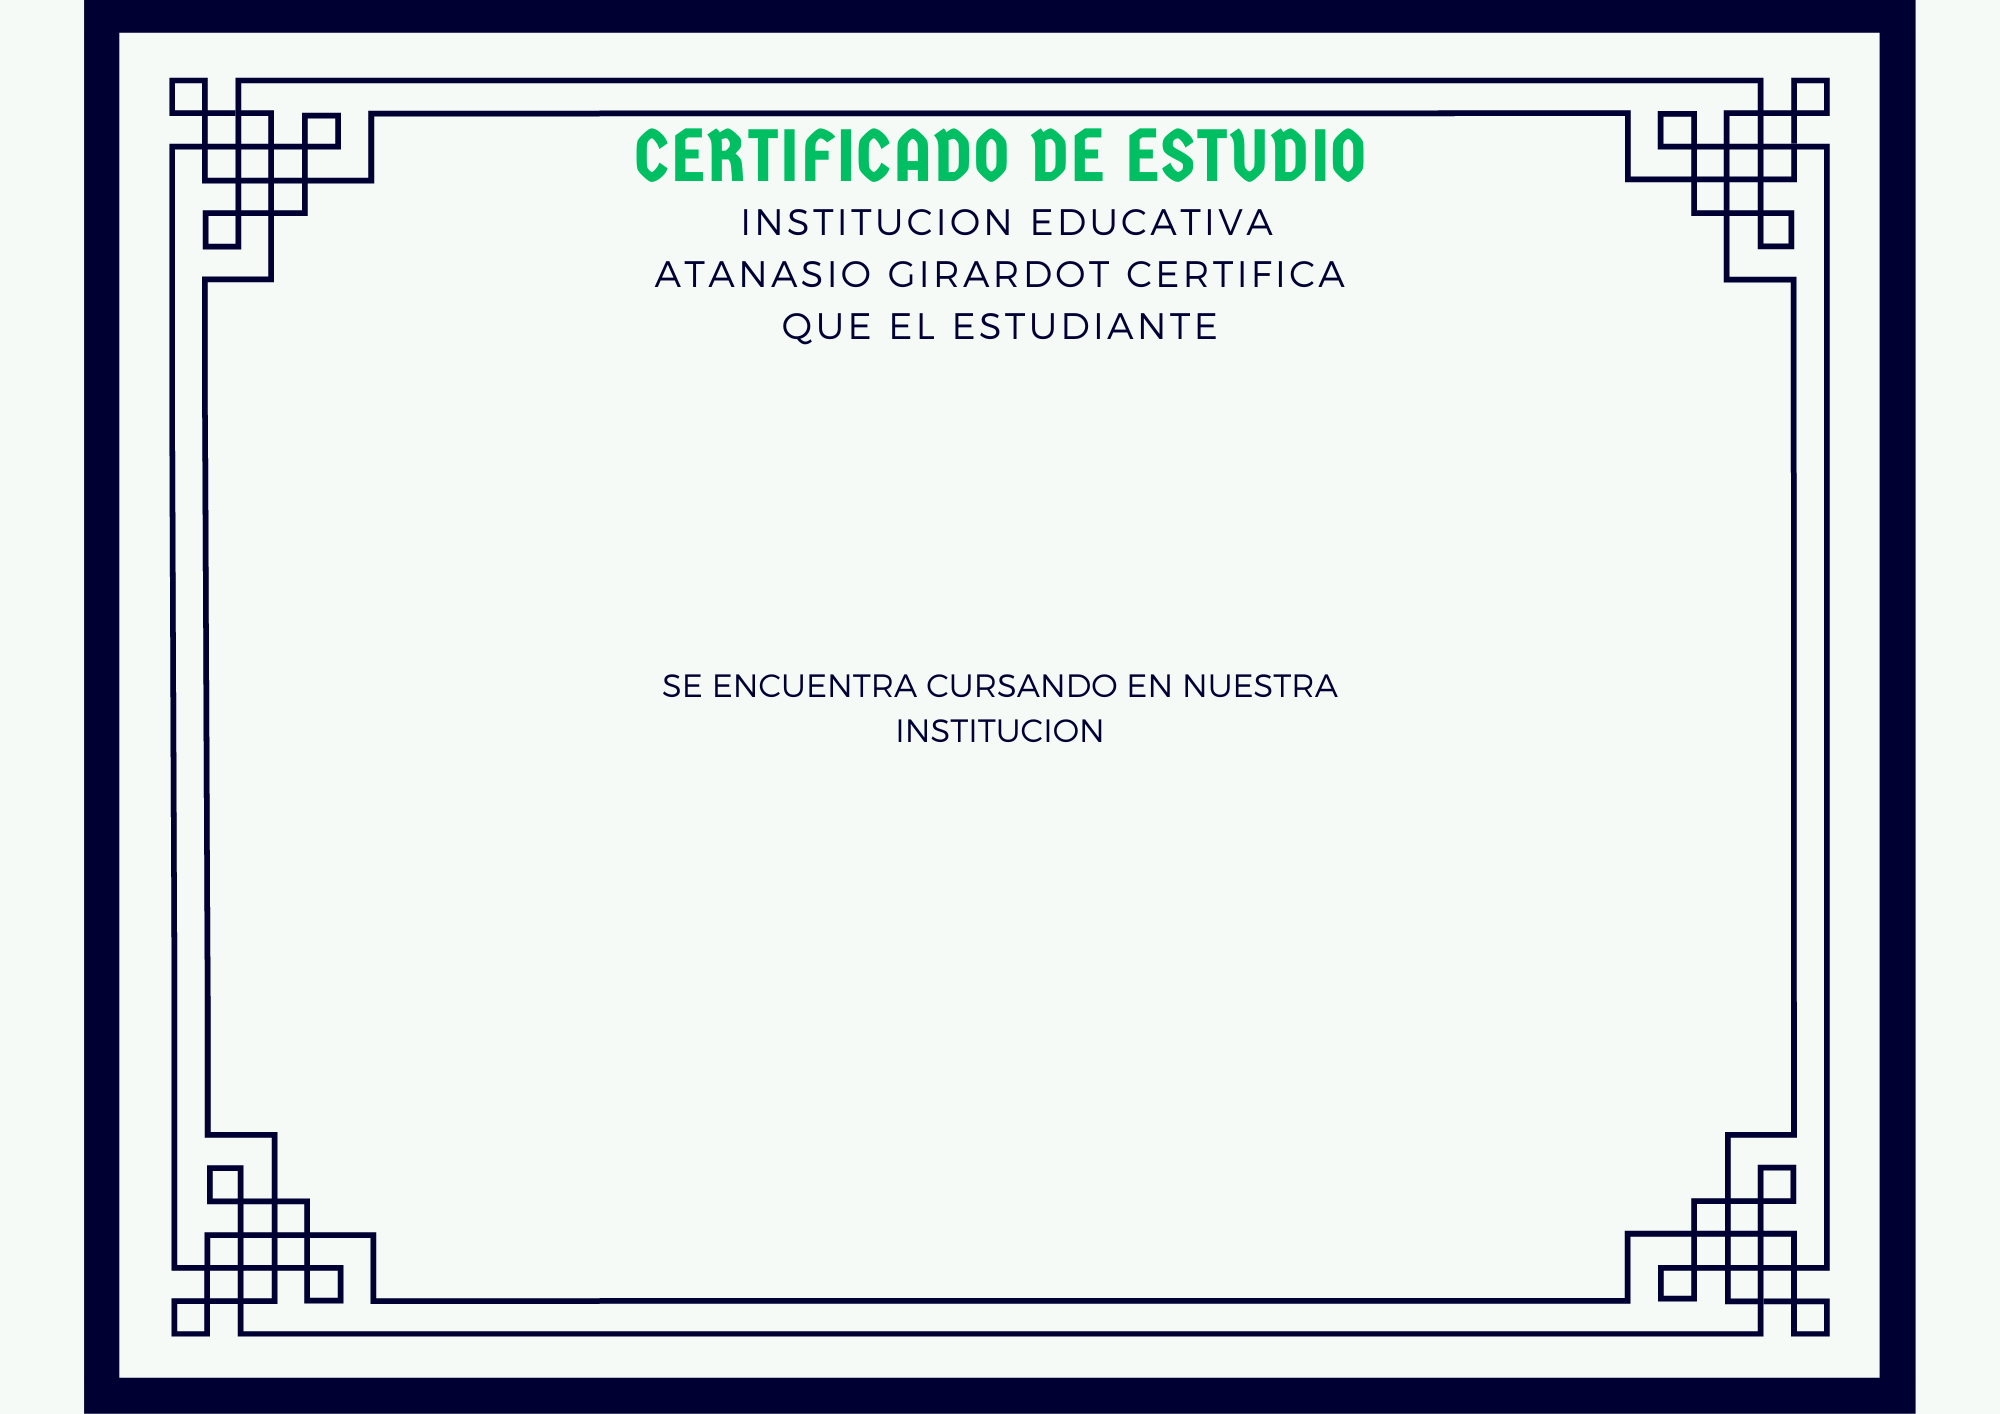 CERTIFICADO DE ESTUDIO
INSTITUCION EDUCATIVA
ATANASIO GIRARDOT CERTIFICA
QUE EL ESTUDIANTE
SE ENCUENTRA CURSANDO EN NUESTRA
INSTITUCION